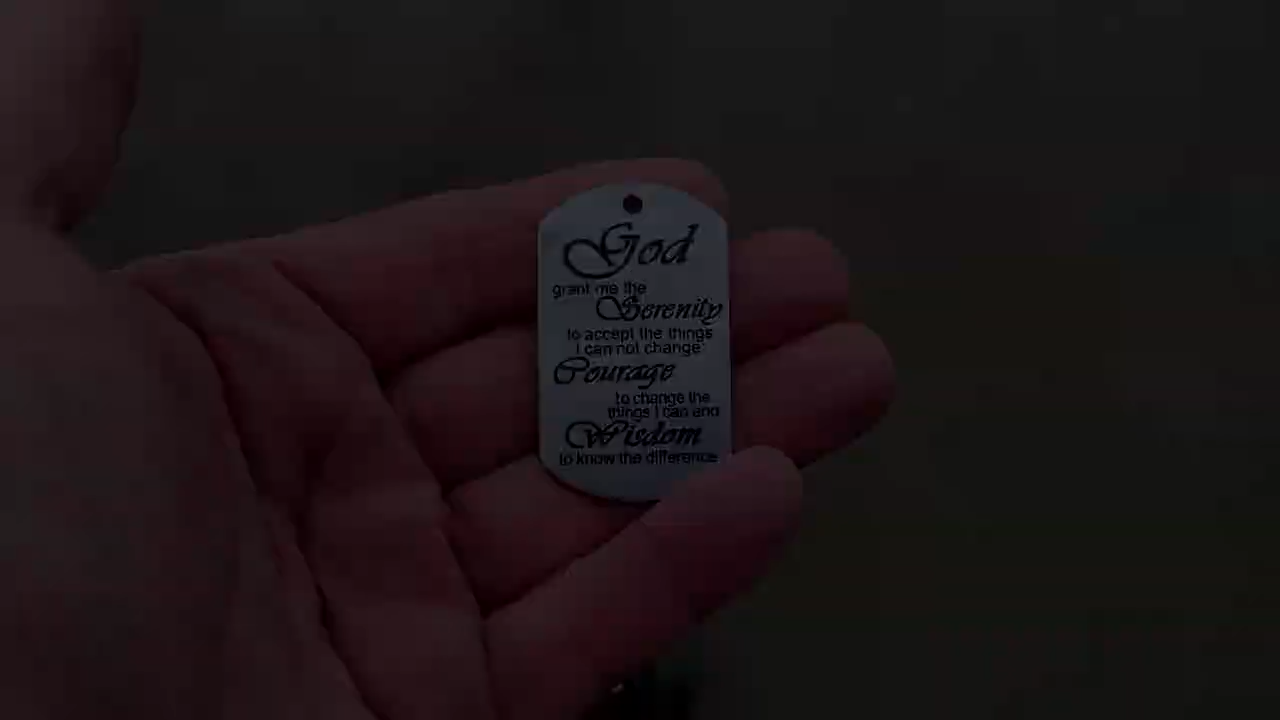 God
grant me the
Serenity
to accept the things
I can not change
Courage
to change the
things I can and
Wisdom
to know the difference